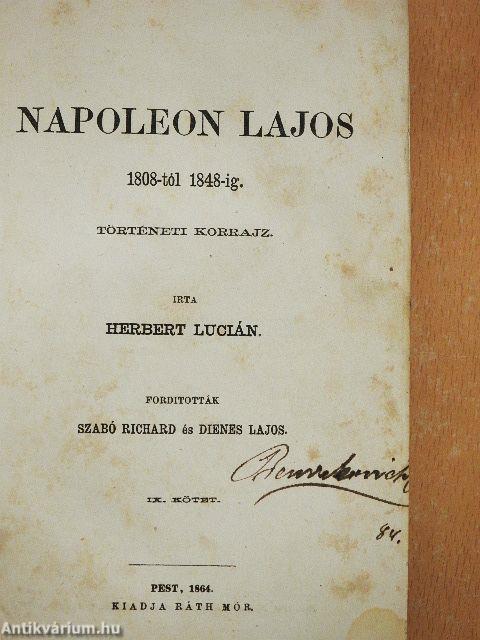 NAPOLEON LAJOS
1808-tól 1848-ig.
TÖRTÉNETI KORRAJZ.
IRTA
HERBERT LUCIÁN.
FORDITOTTÁK
SZABÓ RICHARD és DIENES LAJOS.
IX. KÖTET.
84.
PEST, 1864.
KIADJA RÁTH MÓR.
Antikvárium.hu